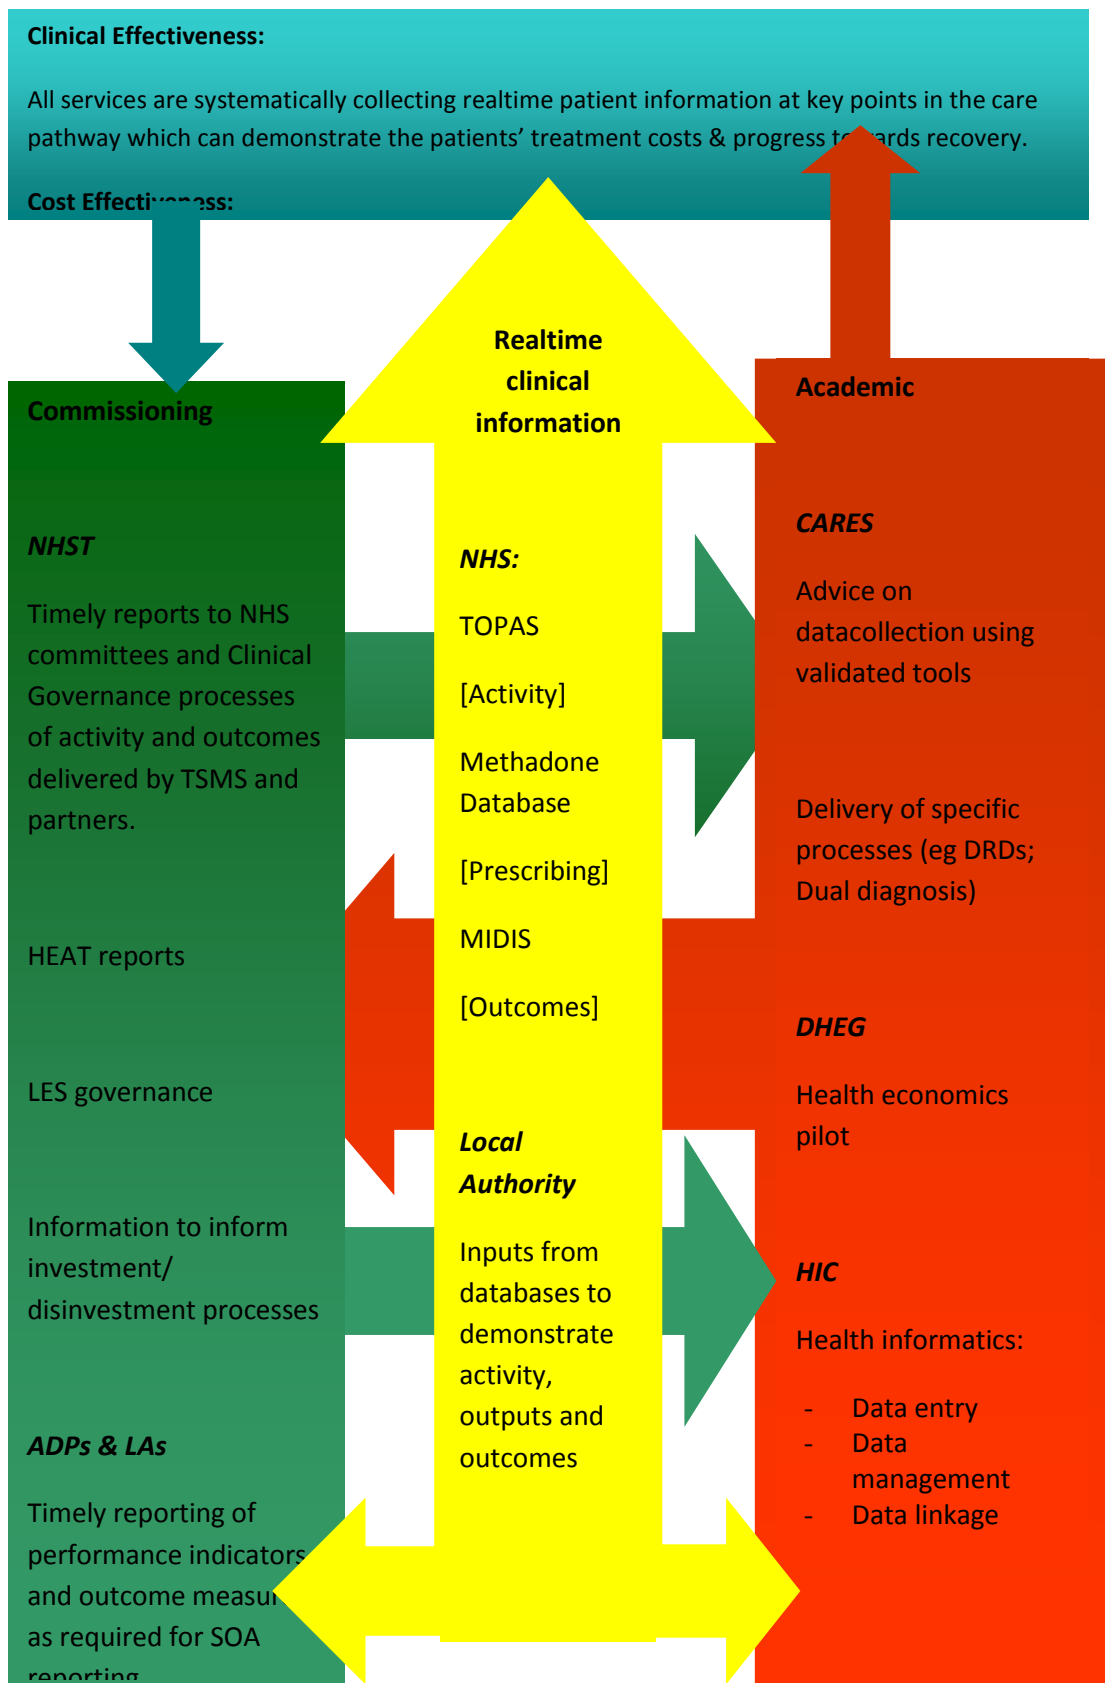 Clinical Effectiveness:
All services are systematically collecting realtime patient information at key points in the care
pathway which can demonstrate the patients’ treatment costs & progress towards recovery.
Cost Effectiveness:
Commissioning
NHST
Timely reports to NHS
committees and Clinical
Governance processes
of activity and outcomes
delivered by TSMS and
partners.
HEAT reports
LES governance
Information to inform
investment/
disinvestment processes
ADPs & LAs
Timely reporting of
performance indicators
and outcome measures
as required for SOA
reporting
Realtime
clinical
information
NHS:
TOPAS
[Activity]
Methadone
Database
[Prescribing]
MIDIS
[Outcomes]
Local
Authority
Inputs from
databases to
demonstrate
activity,
outputs and
outcomes
Academic
CARES
Advice on
datacollection using
validated tools
Delivery of specific
processes (eg DRDs;
Dual diagnosis)
DHEG
Health economics
pilot
HIC
Health informatics:
- Data entry
- Data
management
- Data linkage